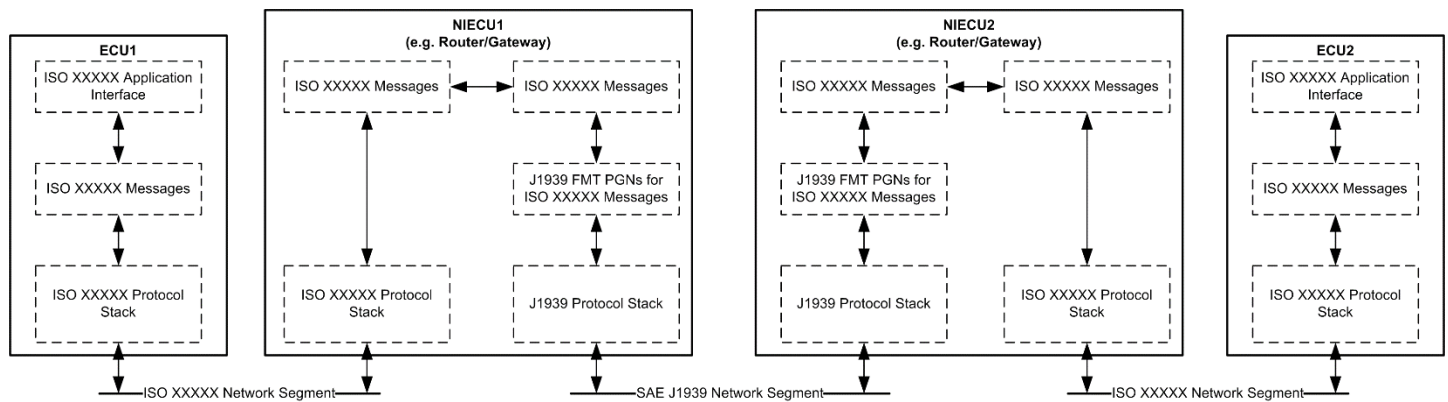 ECU1
ISO XXXXX Application
Interface
ISO XXXXX Messages
ISO XXXXX Protocol
Stack
NIECU1
(e.g. Router/Gateway)
ISO XXXXX Messages
ISO XXXXX Messages
J1939 FMT PGNs for
ISO XXXXX Messages
ISO XXXXX Protocol
Stack
J1939 Protocol Stack
NIECU2
(e.g. Router/Gateway)
ISO XXXXX Messages
ISO XXXXX Messages
J1939 FMT PGNs for
ISO XXXXX Messages
J1939 Protocol Stack
ISO XXXXX Protocol
Stack
ECU2
ISO XXXXX Application
Interface
ISO XXXXX Messages
ISO XXXXX Protocol
Stack
ISO XXXXX Network Segment
SAE J1939 Network Segment
ISO XXXXX Network Segment